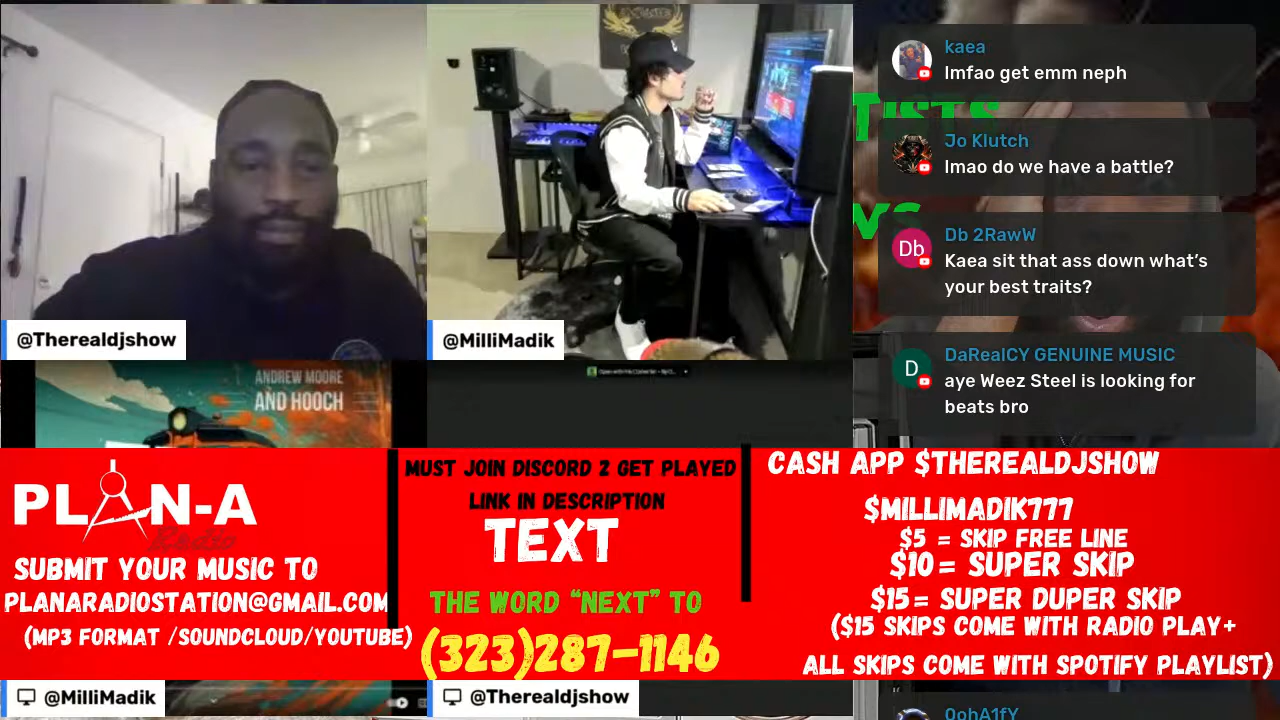 @Therealdjshow
@MilliMadik
kaea
lmfao get emm neph
Jo Klutch
lmao do we have a battle?
Db 2RawW
Db
Kaea sit that ass down what's
your best traits?
DaRealCY GENUINE MUSIC
D
aye Weez Steel is looking for
beats bro
ANDREW MOORE
AND HOOCH
PLAN-A
Radio
SUBMIT YOUR MUSIC TO
PLANARADIOSTATION@GMAIL.COM
(MP3 FORMAT /SOUNDCLOUD/YOUTUBE)
MUST JOIN DISCORD 2 GET PLAYED
LINK IN DESCRIPTION
TEXT
THE WORD “NEXT” TO
(323)287-1146
CASH APP $THEREALDJSHOW
$MILLIMADIK777
$5 = SKIP FREE LINE
$10 = SUPER SKIP
$15 = SUPER DUPER SKIP
($15 SKIPS COME WITH RADIO PLAY+
ALL SKIPS COME WITH SPOTIFY PLAYLIST)
@MilliMadik
@Therealdjshow
OohA1fY